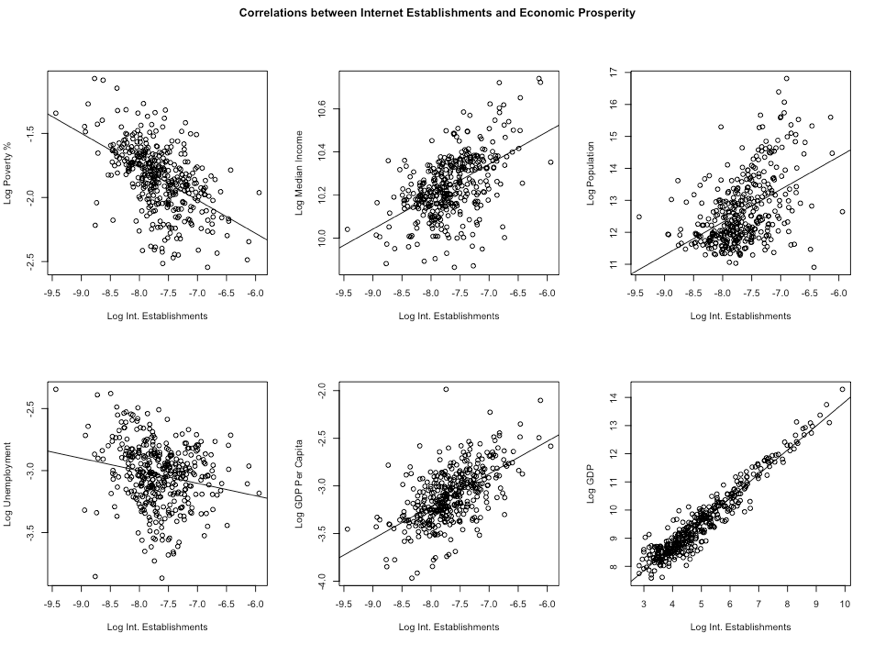 Correlations between Internet Establishments and Economic Prosperity
Log Poverty %
-1.5
-2.0
-2.5
-9.5 -9.0 -8.5 -8.0 -7.5 -7.0 -6.5 -6.0
Log Int. Establishments
Log Median Income
10.6
10.4
10.2
10.0
-9.5 -9.0 -8.5 -8.0 -7.5 -7.0 -6.5 -6.0
Log Int. Establishments
Log Population
17
16
15
14
13
12
11
-9.5 -9.0 -8.5 -8.0 -7.5 -7.0 -6.5 -6.0
Log Int. Establishments
Log Unemployment
-2.5
-3.0
-3.5
-9.5 -9.0 -8.5 -8.0 -7.5 -7.0 -6.5 -6.0
Log Int. Establishments
Log GDP Per Capita
-2.0
-2.5
-3.0
-3.5
-4.0
-9.5 -9.0 -8.5 -8.0 -7.5 -7.0 -6.5 -6.0
Log Int. Establishments
Log GDP
14
13
12
11
10
9
8
3 4 5 6 7 8 9 10
Log Int. Establishments